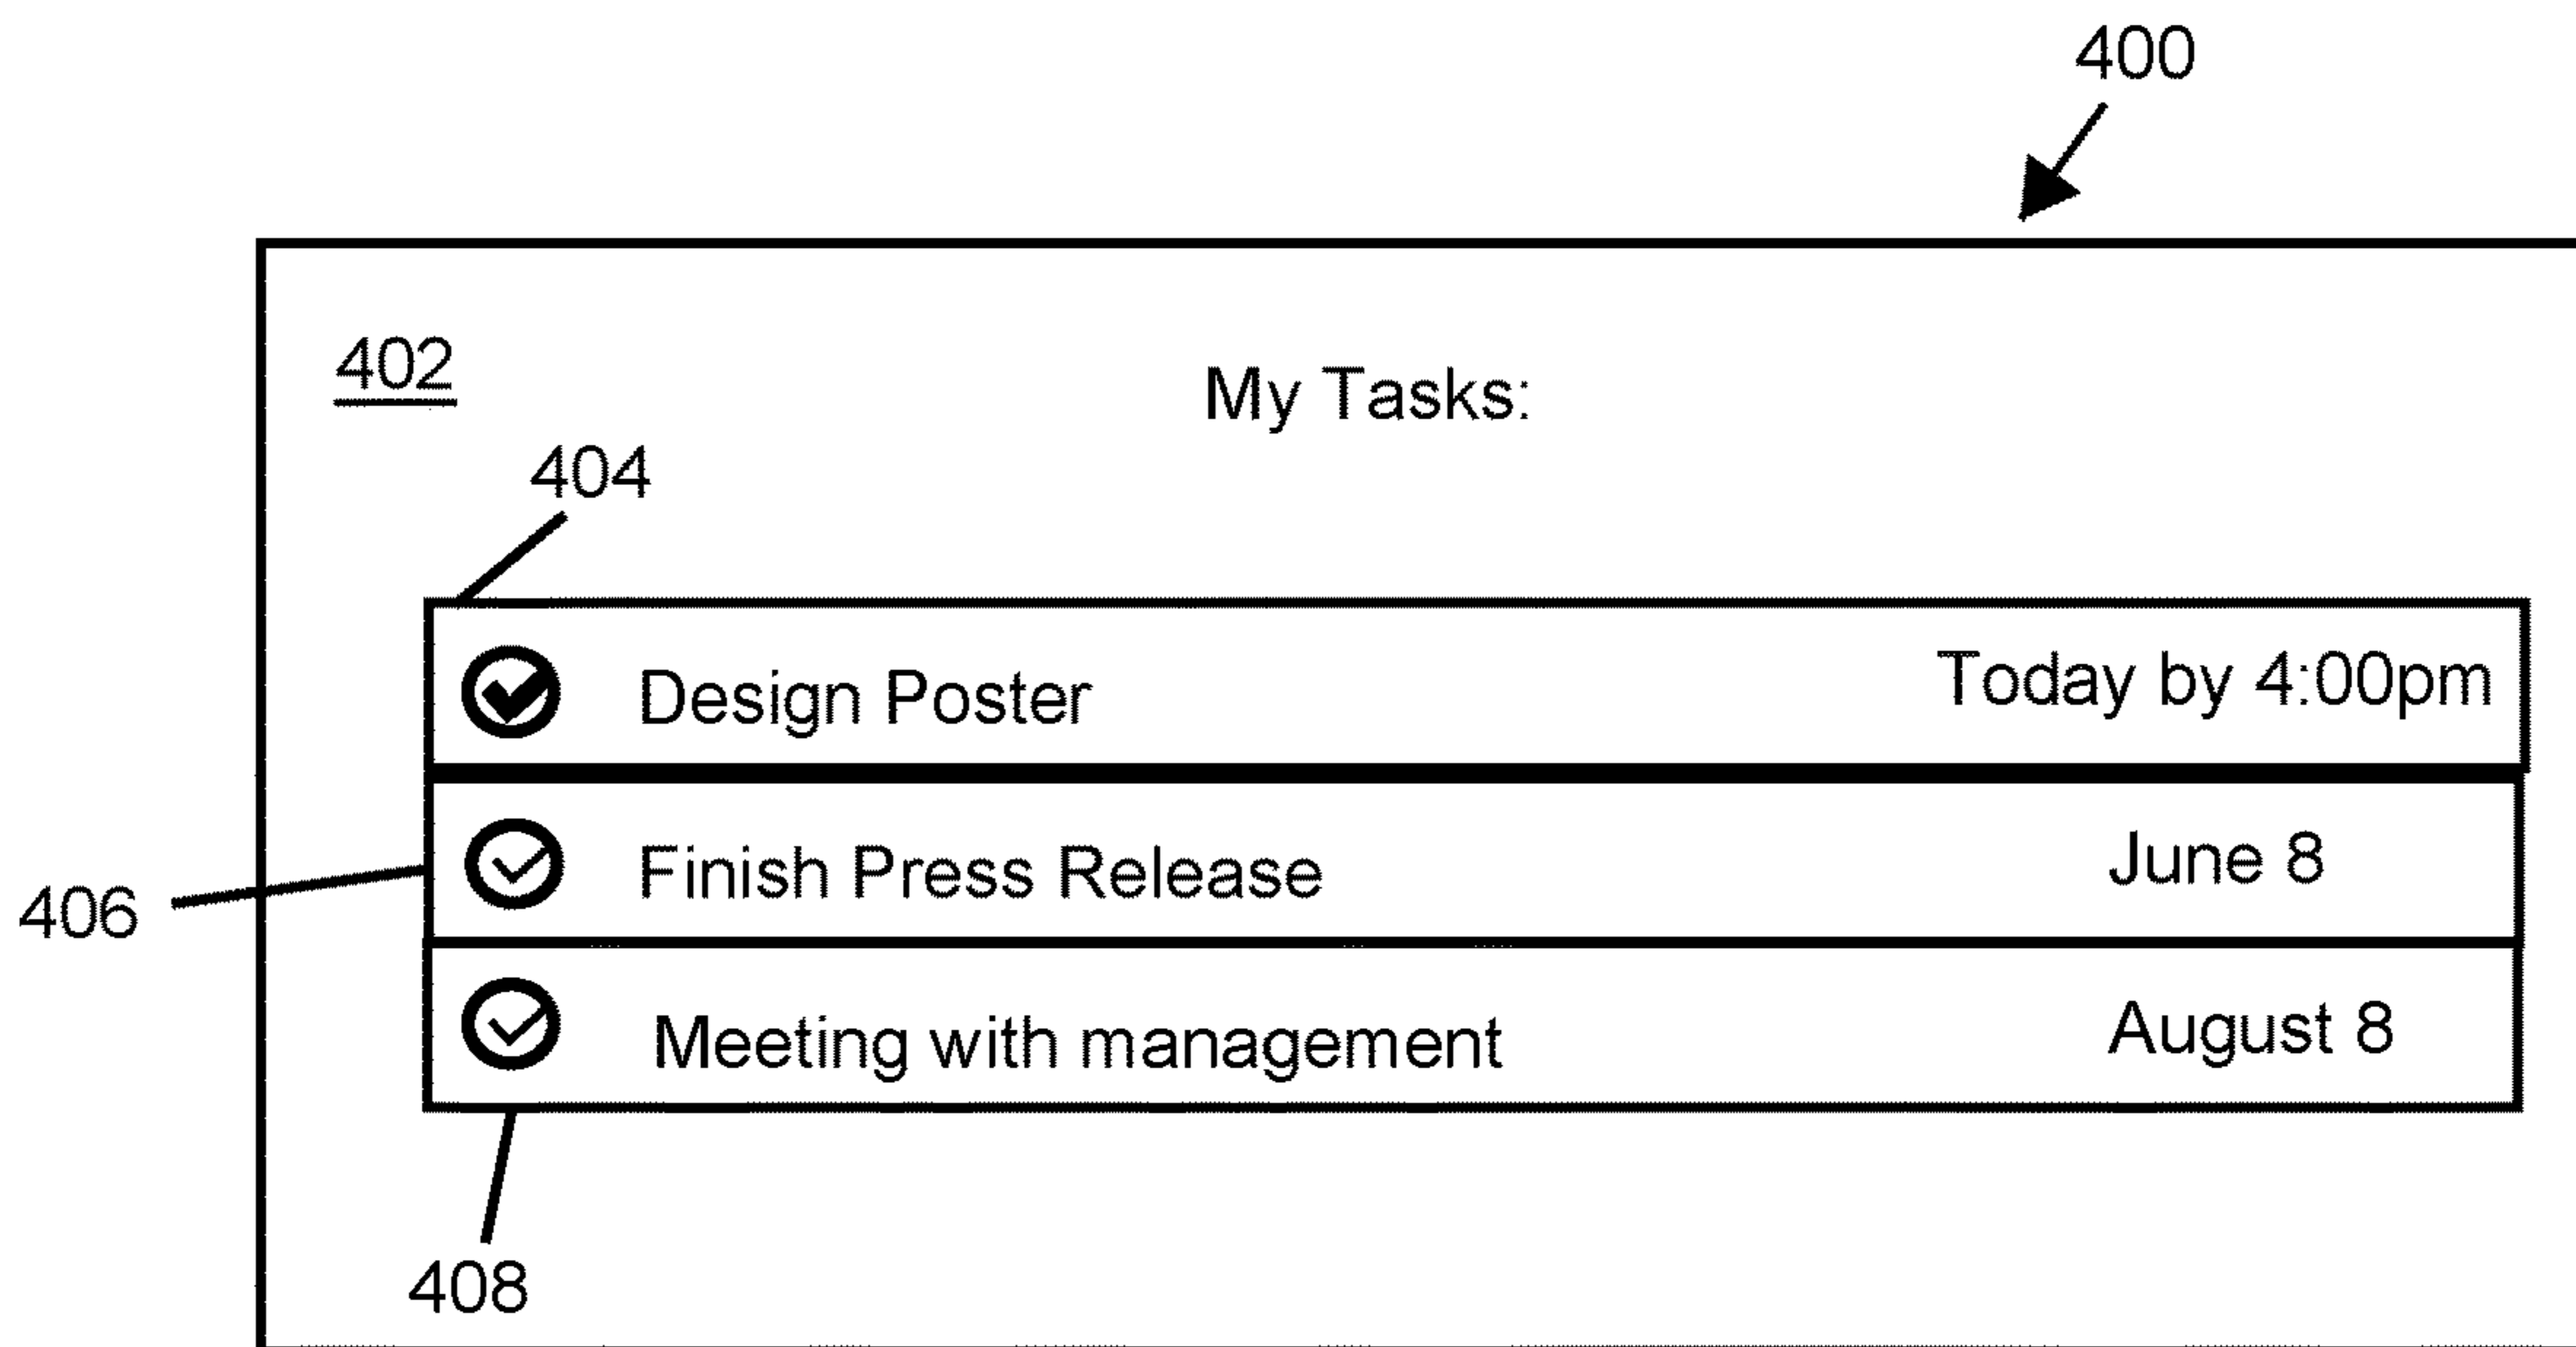 400
402
My Tasks:
404
Design Poster Today by 4:00pm
406
Finish Press Release June 8
Meeting with management August 8
408